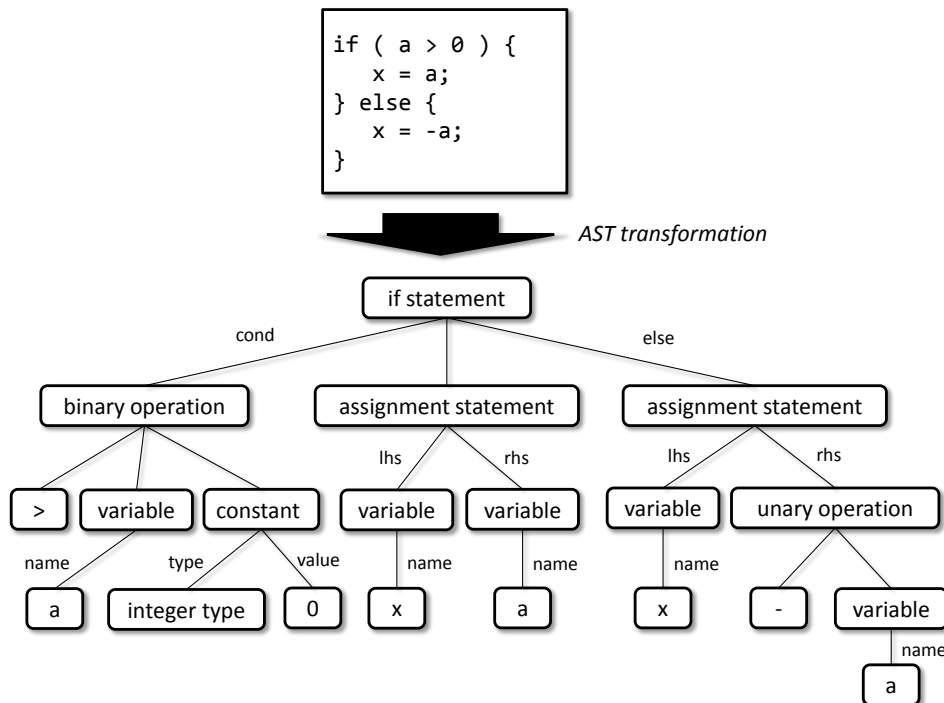 if ( a > 0 ) {
x = a;
} else {
x = -a;
}
AST transformation
if statement
cond
else
binary operation
assignment statement
assignment statement
lhs
rhs
lhs
rhs
>
variable
constant
variable
variable
variable
unary operation
name
type
value
name
name
name
a
integer type
0
x
a
x
-
variable
name
a